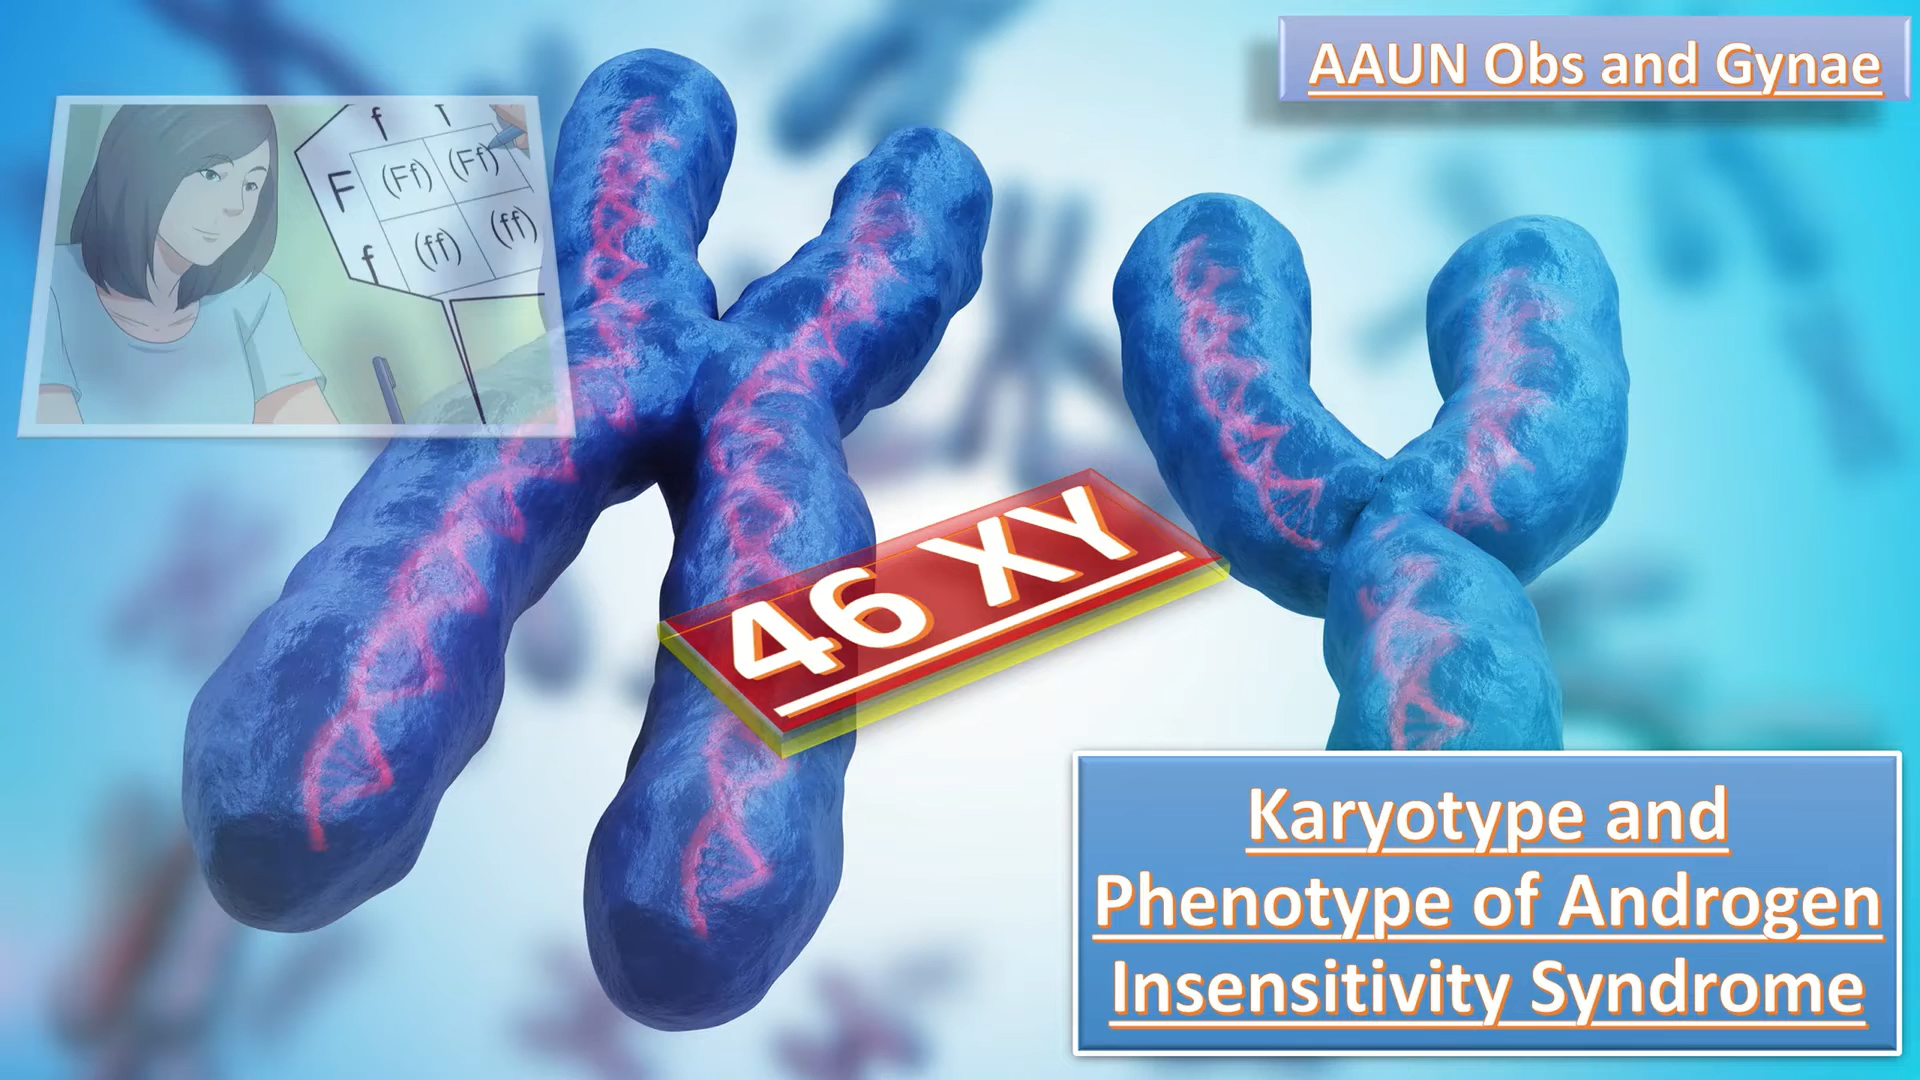 AAUN Obs and Gynae
f f
F (Ff) (Ff)
f (ff) (ff)
46 XY
Karyotype and
Phenotype of Androgen
Insensitivity Syndrome